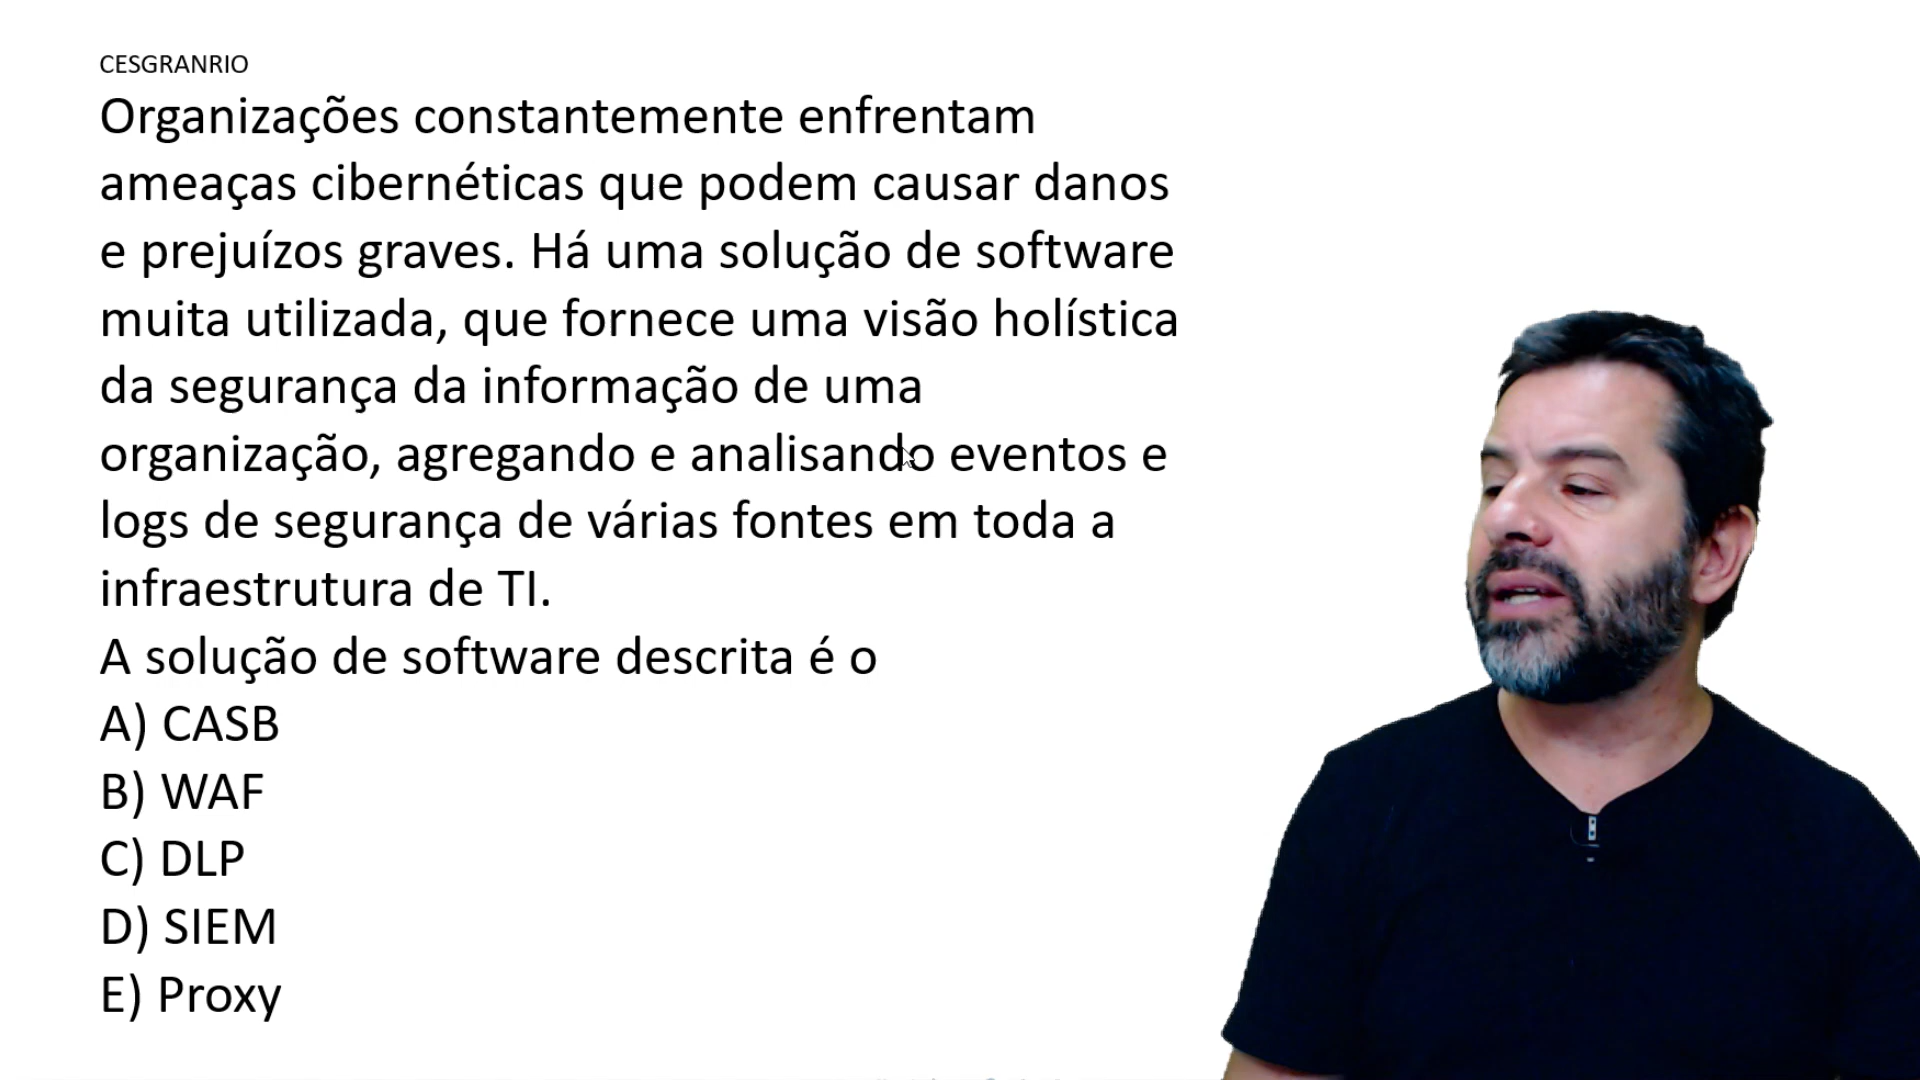 CESGRANRIO
Organizações constantemente enfrentam
ameaças cibernéticas que podem causar danos
e prejuízos graves. Há uma solução de software
muita utilizada, que fornece uma visão holística
da segurança da informação de uma
organização, agregando e analisando eventos e
logs de segurança de várias fontes em toda a
infraestrutura de TI.
A solução de software descrita é o
A) CASB
B) WAF
C) DLP
D) SIEM
E) Proxy